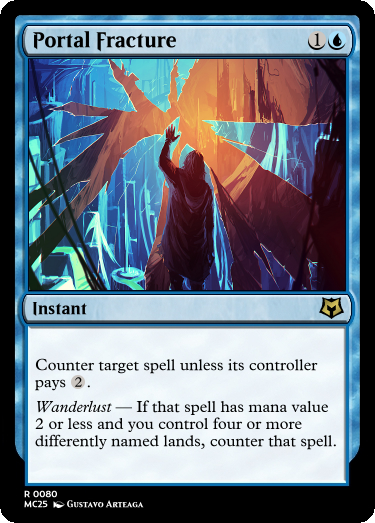 Portal Fracture 1
Instant
Counter target spell unless its controller
pays 2.
Wanderlust — If that spell has mana value
2 or less and you control four or more
differently named lands, counter that spell.
R 0080
MC25 Gustavo Arteaga